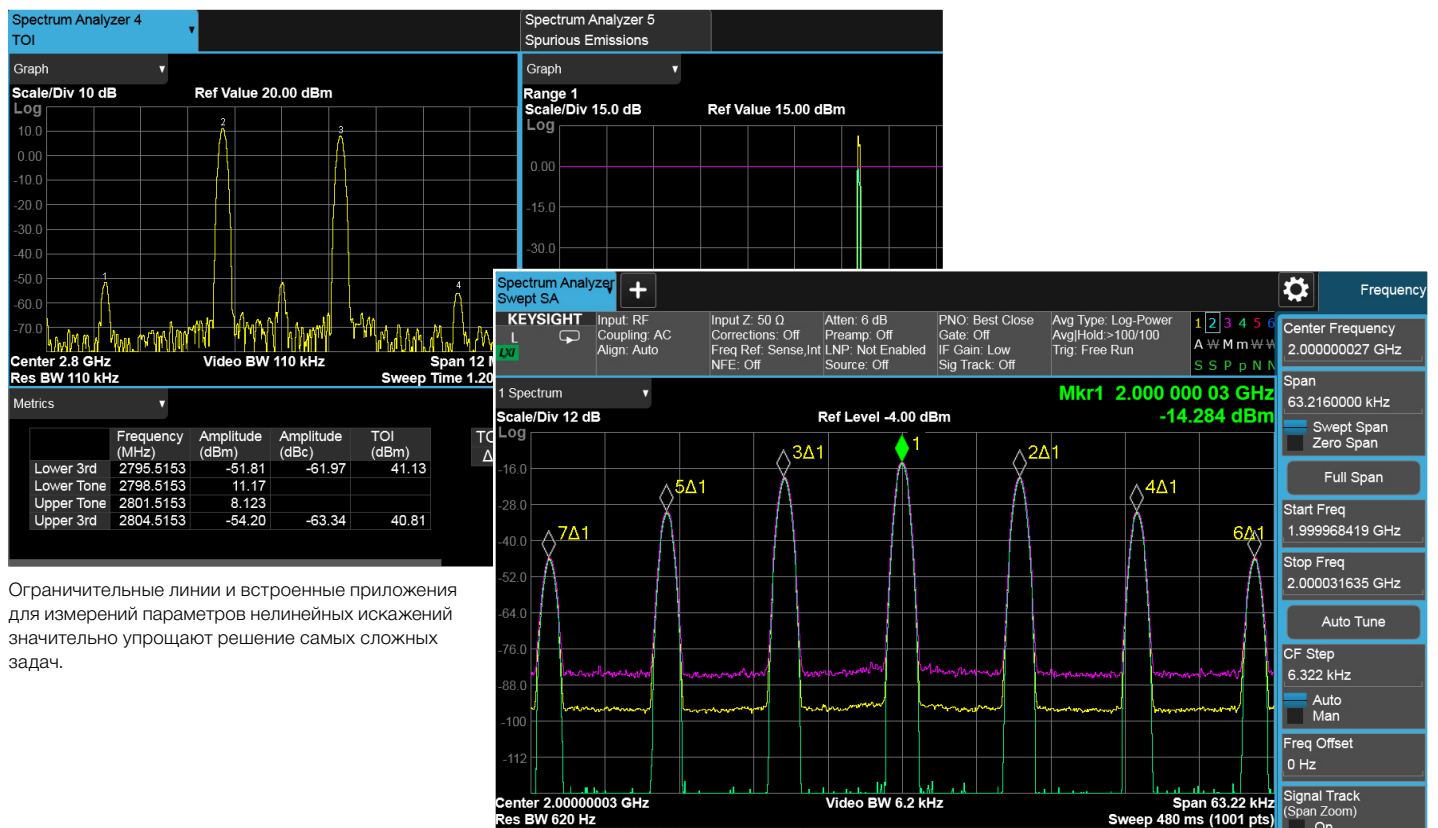 Spectrum Analyzer 4
TOI
Spectrum Analyzer 5
Spurious Emissions
Graph
Scale/Div 10 dB
Ref Value 20.00 dBm
Log
10.0
0.00
-10.0
-20.0
-30.0
-40.0
-50.0
-60.0
-70.0
1
2
3
4
Center 2.8 GHz
Video BW 110 kHz
Span 12
Res BW 110 kHz
Sweep Time 1.20
Graph
Range 1
Scale/Div 15.0 dB
Ref Value 15.00 dBm
Log
0.00
-15.0
-30.0
Metrics
Frequency (MHz) Amplitude (dBm) Amplitude (dBc) TOI (dBm)
Lower 3rd 2795.5153 -51.81 -61.97 41.13
Lower Tone 2798.5153 11.17
Upper Tone 2801.5153 8.123
Upper 3rd 2804.5153 -54.20 -63.34 40.81
Ограничительные линии и встроенные приложения
для измерений параметров нелинейных искажений
значительно упрощают решение самых сложных
задач.
Spectrum Analyzer
Swept SA
Frequency
KEYSIGHT
L
LXI
Input: RF
Coupling: AC
Align: Auto
Input Z: 50 Ω
Corrections: Off
Freq Ref: Sense,Int
NFE: Off
Atten: 6 dB
Preamp: Off
LNP: Not Enabled
Source: Off
PNO: Best Close
Gate: Off
IF Gain: Low
Sig Track: Off
Avg Type: Log-Power
Avg|Hold:>100/100
Trig: Free Run
1 2 3 4 5 6
A W M m W W
S S P p N N
1 Spectrum
Mkr1 2.000 000 03 GHz
-14.284 dBm
Scale/Div 12 dB
Ref Level -4.00 dBm
Log
-16.0
-28.0
-40.0
-52.0
-64.0
-76.0
-88.0
-100
-112
7Δ1
5Δ1
3Δ1
1
2Δ1
4Δ1
6Δ1
Center 2.00000003 GHz
Video BW 6.2 kHz
Span 63.22 kHz
Res BW 620 Hz
Sweep 480 ms (1001 pts)
Center Frequency
2.000000027 GHz
Span
63.2160000 kHz
Swept Span
Zero Span
Full Span
Start Freq
1.999968419 GHz
Stop Freq
2.000031635 GHz
Auto Tune
CF Step
6.322 kHz
Auto
Man
Freq Offset
0 Hz
Signal Track
(Span Zoom)